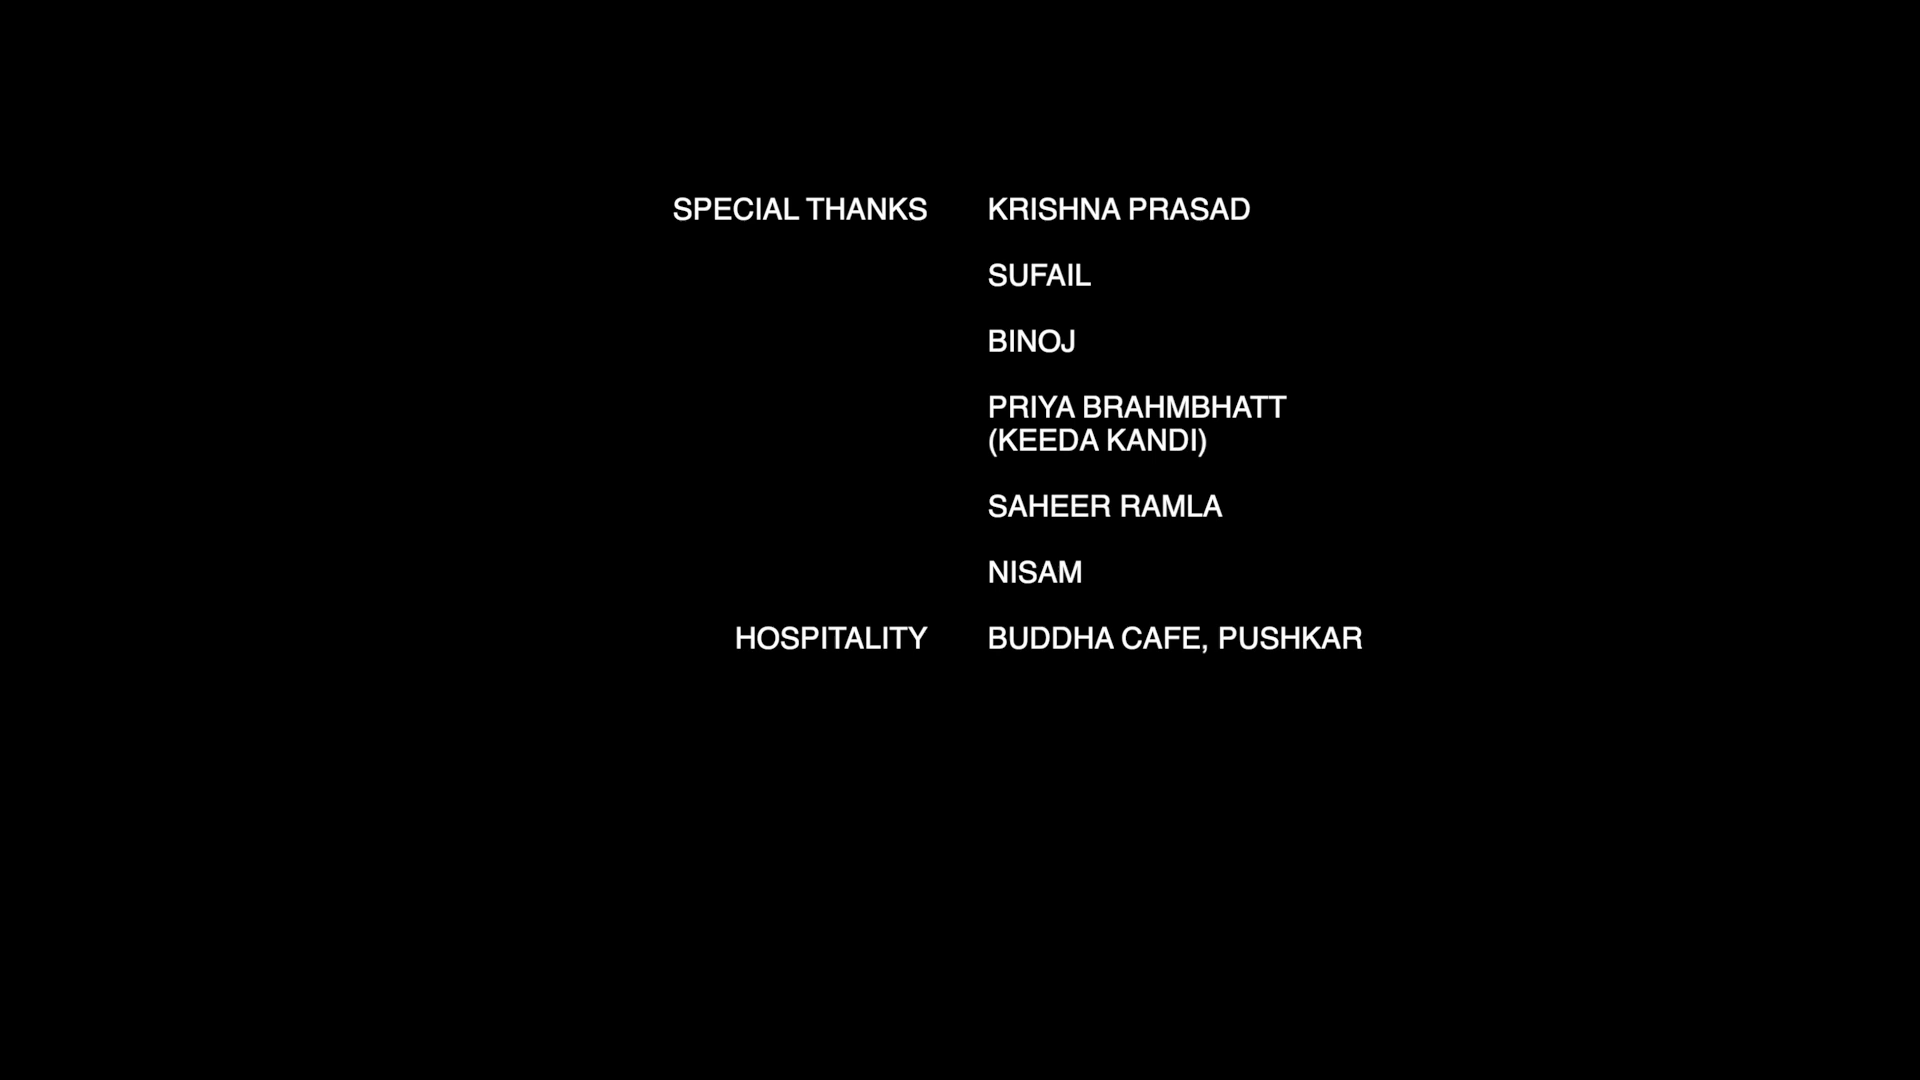 SPECIAL THANKS KRISHNA PRASAD
SUFAIL
BINOJ
PRIYA BRAHMBHATT
(KEEDA KANDI)
SAHEER RAMLA
NISAM
HOSPITALITY BUDDHA CAFE, PUSHKAR